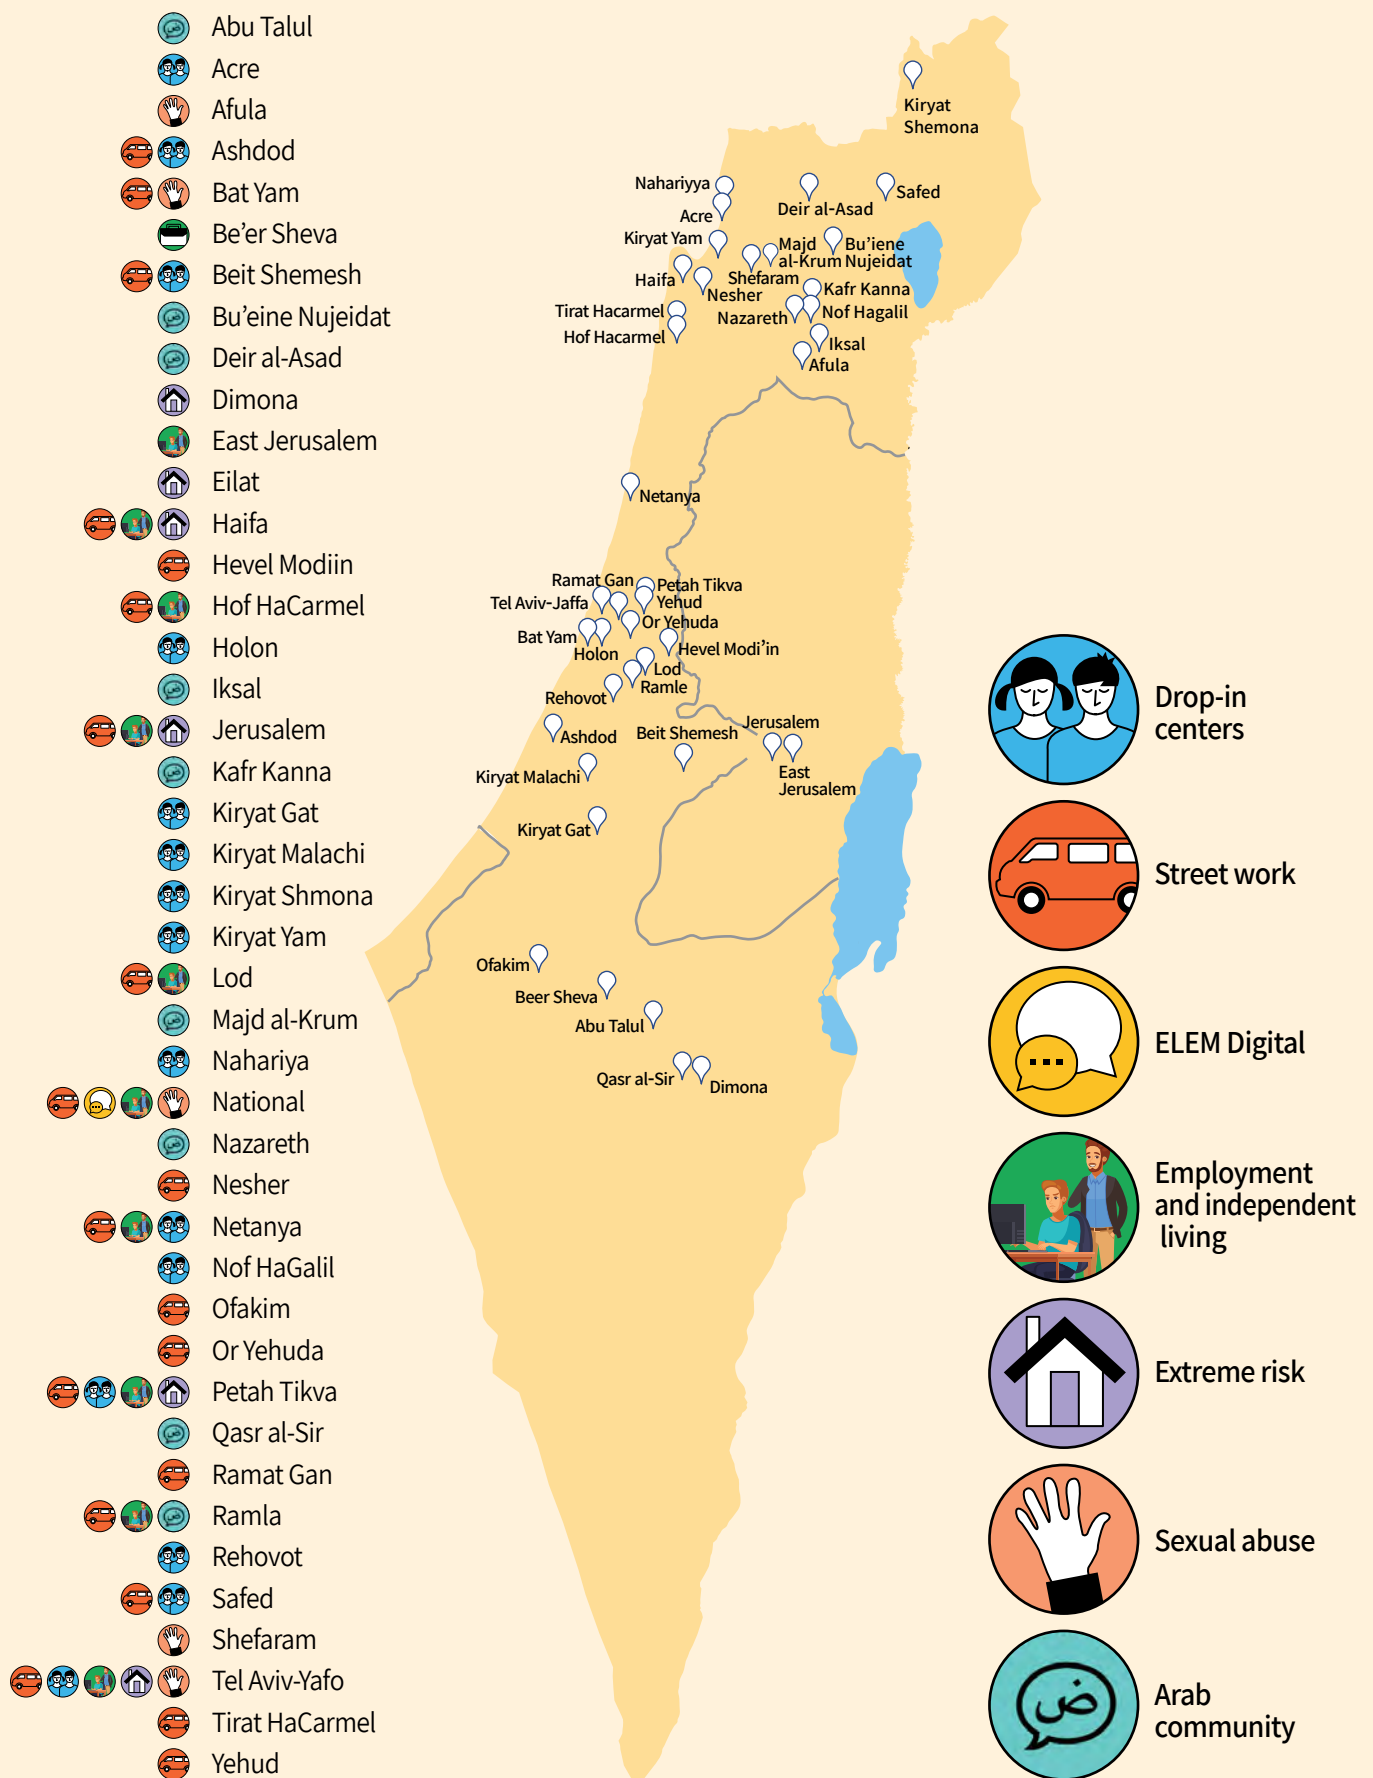 Abu Talul
Acre
Afula
Ashdod
Bat Yam
Be'er Sheva
Beit Shemesh
Bu'eine Nujeidat
Deir al-Asad
Dimona
East Jerusalem
Eilat
Haifa
Hevel Modiin
Hof HaCarmel
Holon
Iksal
Jerusalem
Kafr Kanna
Kiryat Gat
Kiryat Malachi
Kiryat Shmona
Kiryat Yam
Lod
Majd al-Krum
Nahariya
National
Nazareth
Nesher
Netanya
Nof HaGalil
Ofakim
Or Yehuda
Petah Tikva
Qasr al-Sir
Ramat Gan
Ramla
Rehovot
Safed
Shefaram
Tel Aviv-Yafo
Tirat HaCarmel
Yehud
Kiryat
Shemona
Nahariyya
Acre
Deir al-Asad
Safed
Kiryat Yam
Majd
al-Krum
Bu'iene
Nujeidat
Haifa
Shefaram
Nesher
Kafr Kanna
Tirat Hacarmel
Nazareth
Nof Hagalil
Hof Hacarmel
Iksal
Afula
Netanya
Ramat Gan
Petah Tikva
Tel Aviv-Jaffa
Yehud
Or Yehuda
Bat Yam
Holon
Hevel Modi'in
Lod
Ramle
Rehovot
Ashdod
Beit Shemesh
Jerusalem
Kiryat Malachi
East
Jerusalem
Kiryat Gat
Ofakim
Beer Sheva
Abu Talul
Qasr al-Sir
Dimona
Drop-in
centers
Street work
ELEM Digital
Employment
and independent
living
Extreme risk
Sexual abuse
ض
Arab
community